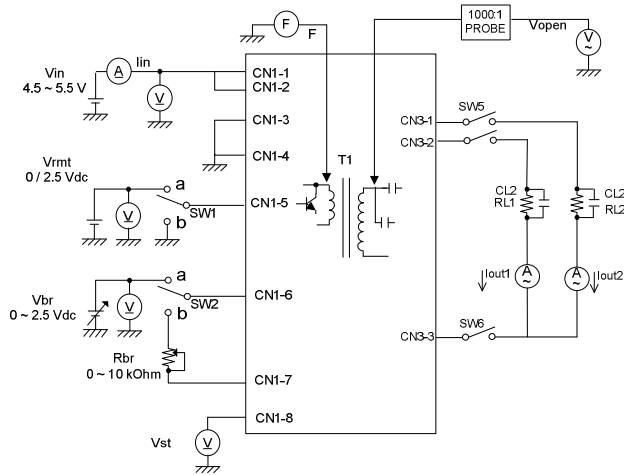 1000:1
PROBE
Vopen
V
~
F
F
Vin
4.5 ~ 5.5 V
A
Iin
V
CN1-1
CN1-2
CN1-3
CN1-4
Vrmt
0 / 2.5 Vdc
V
a
b
SW1
CN1-5
T1
CN3-1
CN3-2
SW5
CL2
RL1
CL2
RL2
Iout1
A
~
A
~
Iout2
Vbr
0 ~ 2.5 Vdc
V
a
b
SW2
CN1-6
Rbr
0 ~ 10 kOhm
CN1-7
CN3-3
SW6
CN1-8
Vst
V